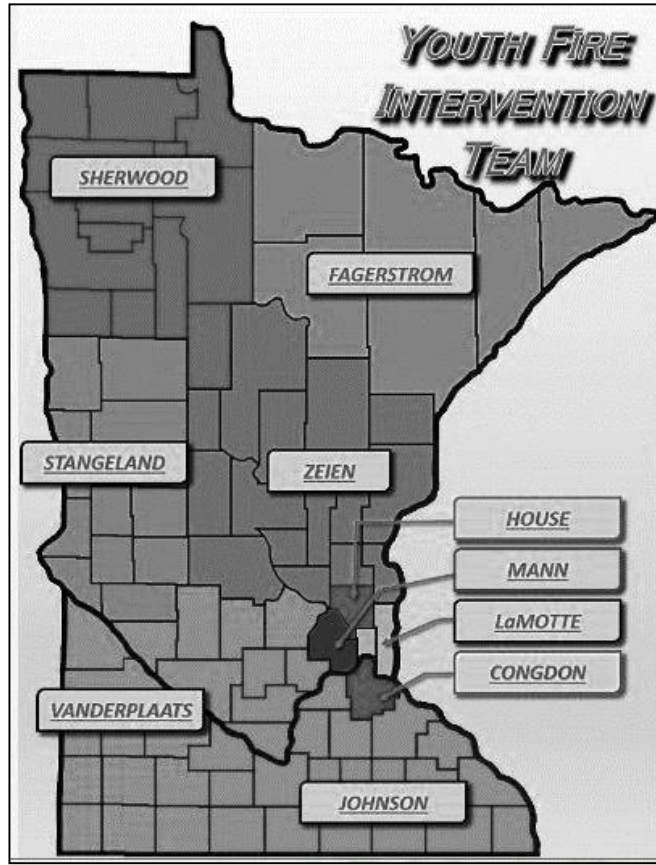 YOUTH FIRE
INTERVENTION
TEAM
SHERWOOD
FAGERSTROM
STANGELAND
ZEIEN
HOUSE
MANN
LaMOTTE
CONGDON
VANDERPLAATS
JOHNSON